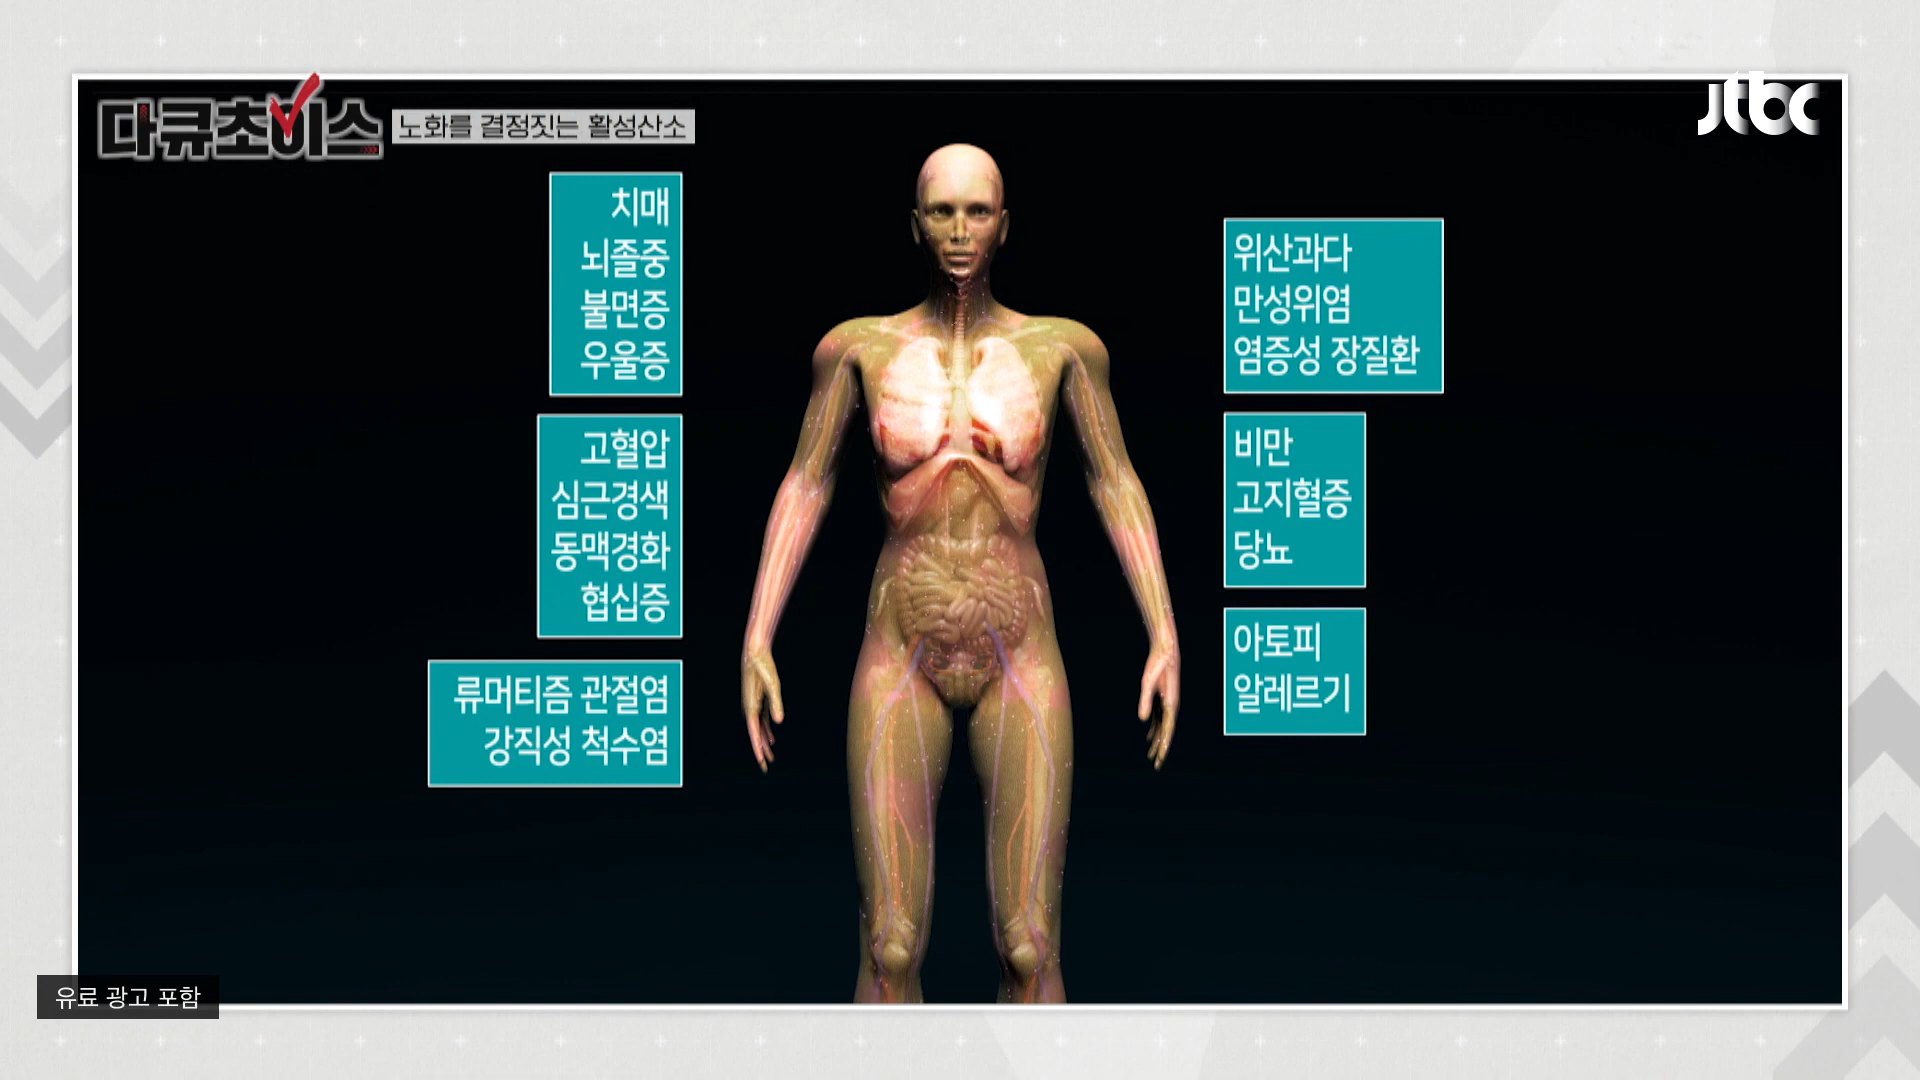 다큐초이스
노화를 결정짓는 활성산소
jtbc
치매
뇌졸중
불면증
우울증
고혈압
심근경색
동맥경화
협십증
류머티즘 관절염
강직성 척수염
위산과다
만성위염
염증성 장질환
비만
고지혈증
당뇨
아토피
알레르기
유료 광고 포함